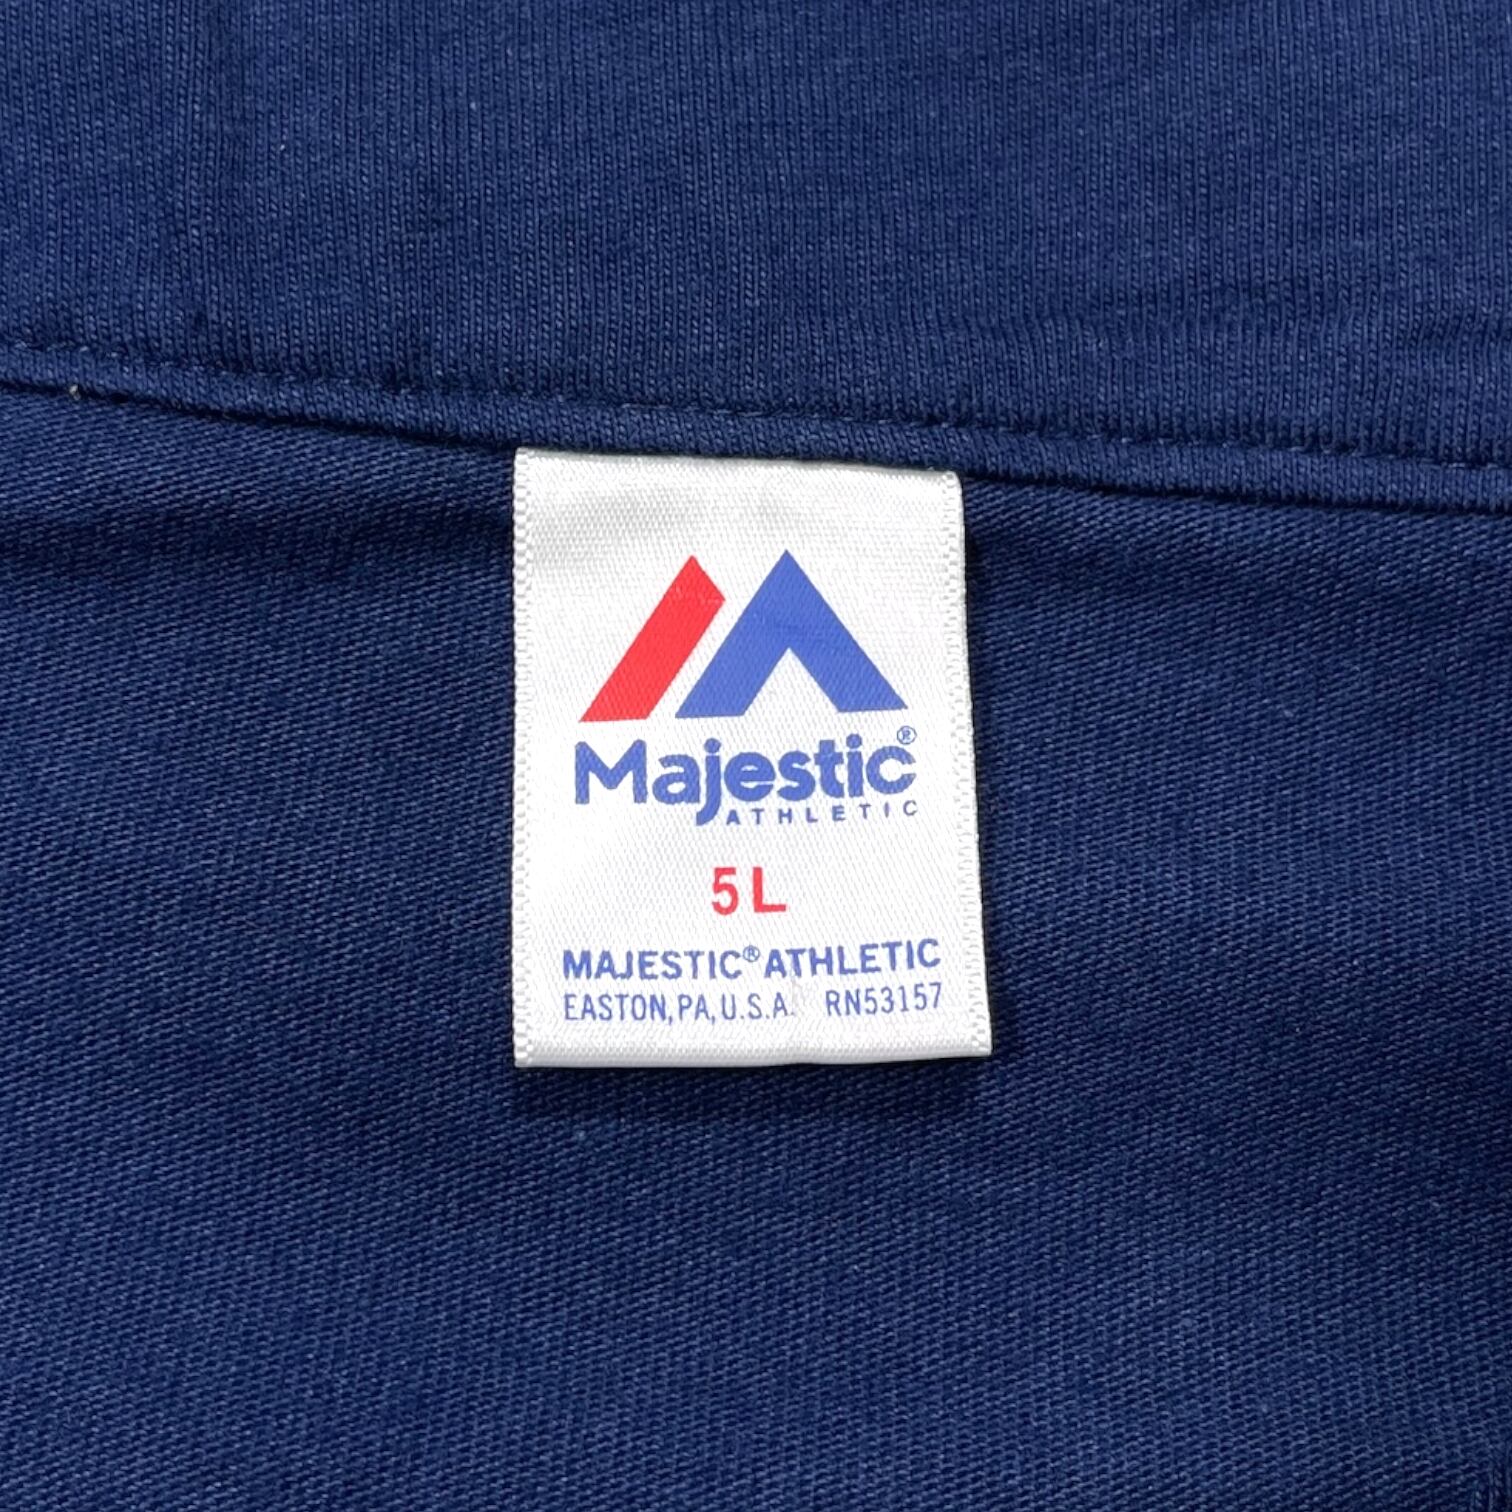 Majestic®
ATHLETIC
5L
MAJESTIC® ATHLETIC
EASTON, PA, U.S.A. RN53157